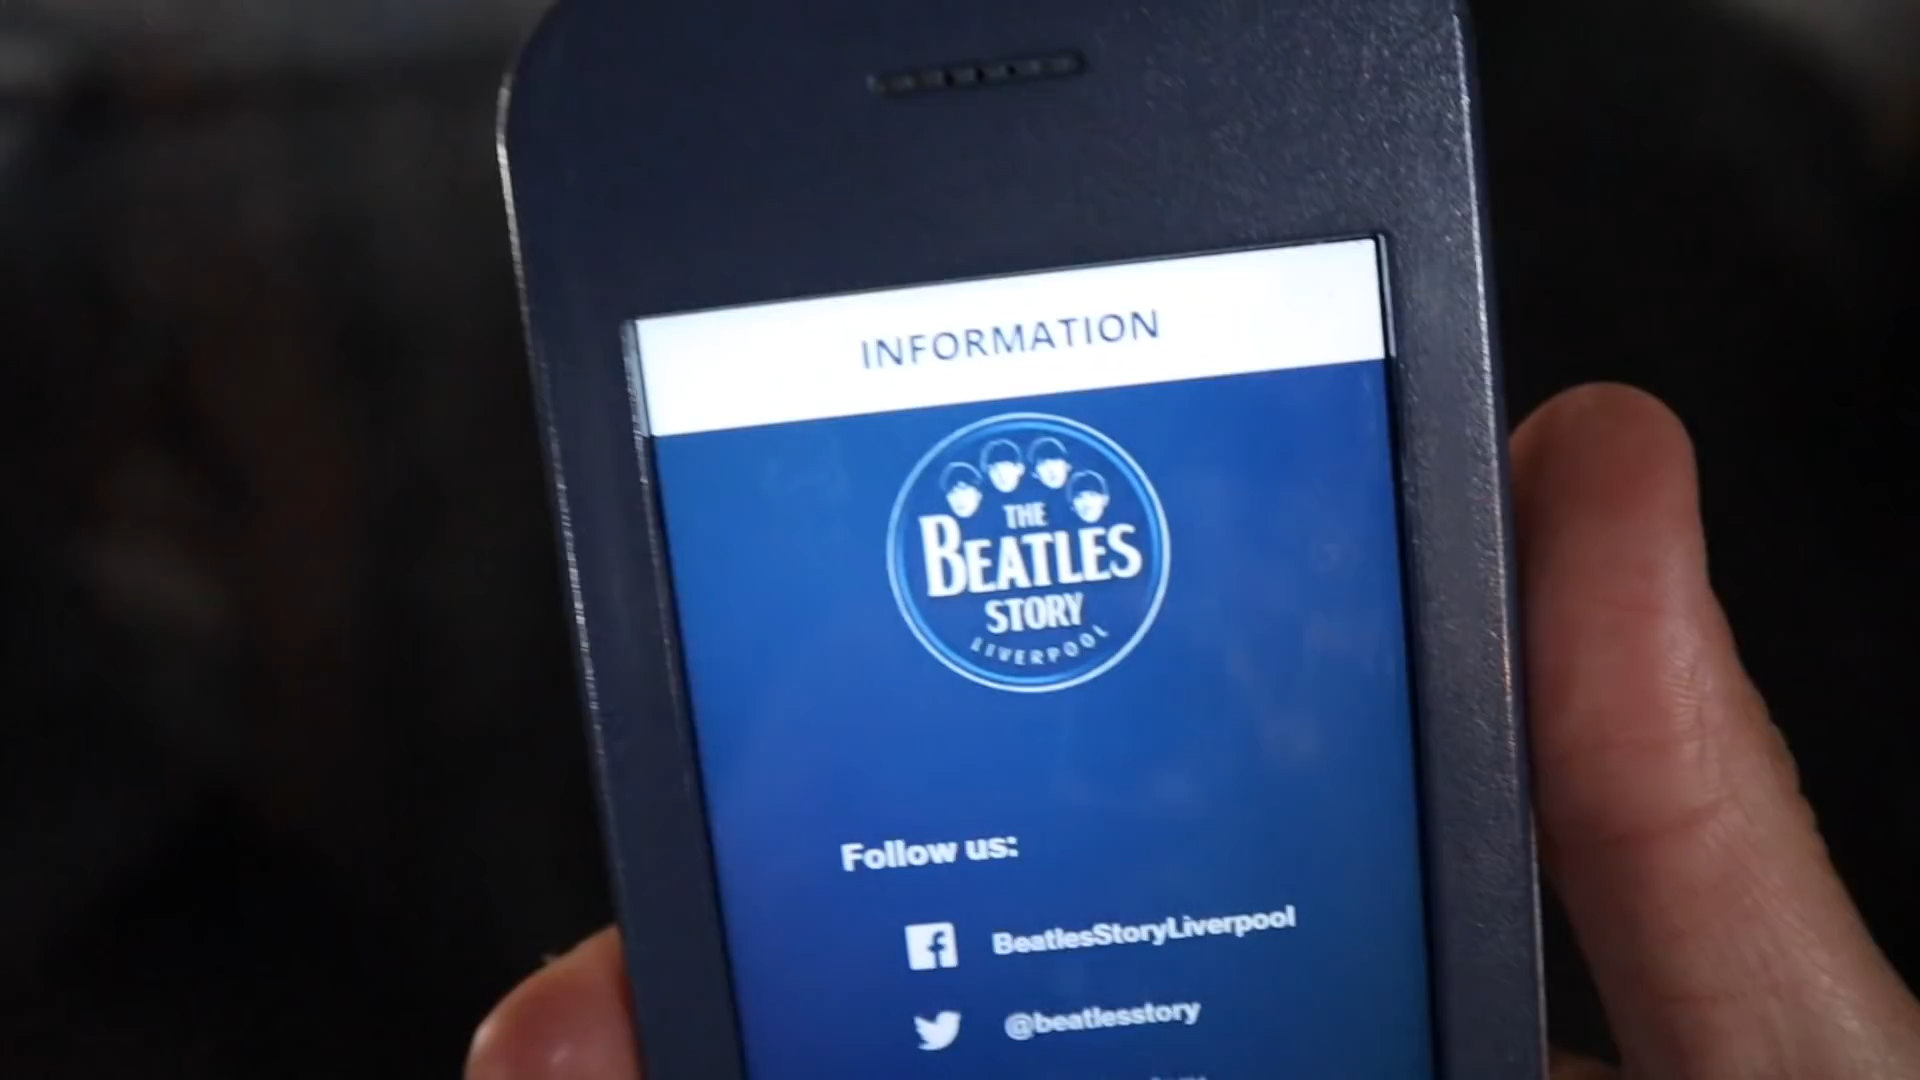 INFORMATION
THE
BEATLES
STORY
LIVERPOOL
Follow us:
BeatlesStoryLiverpool
@beatlesstory